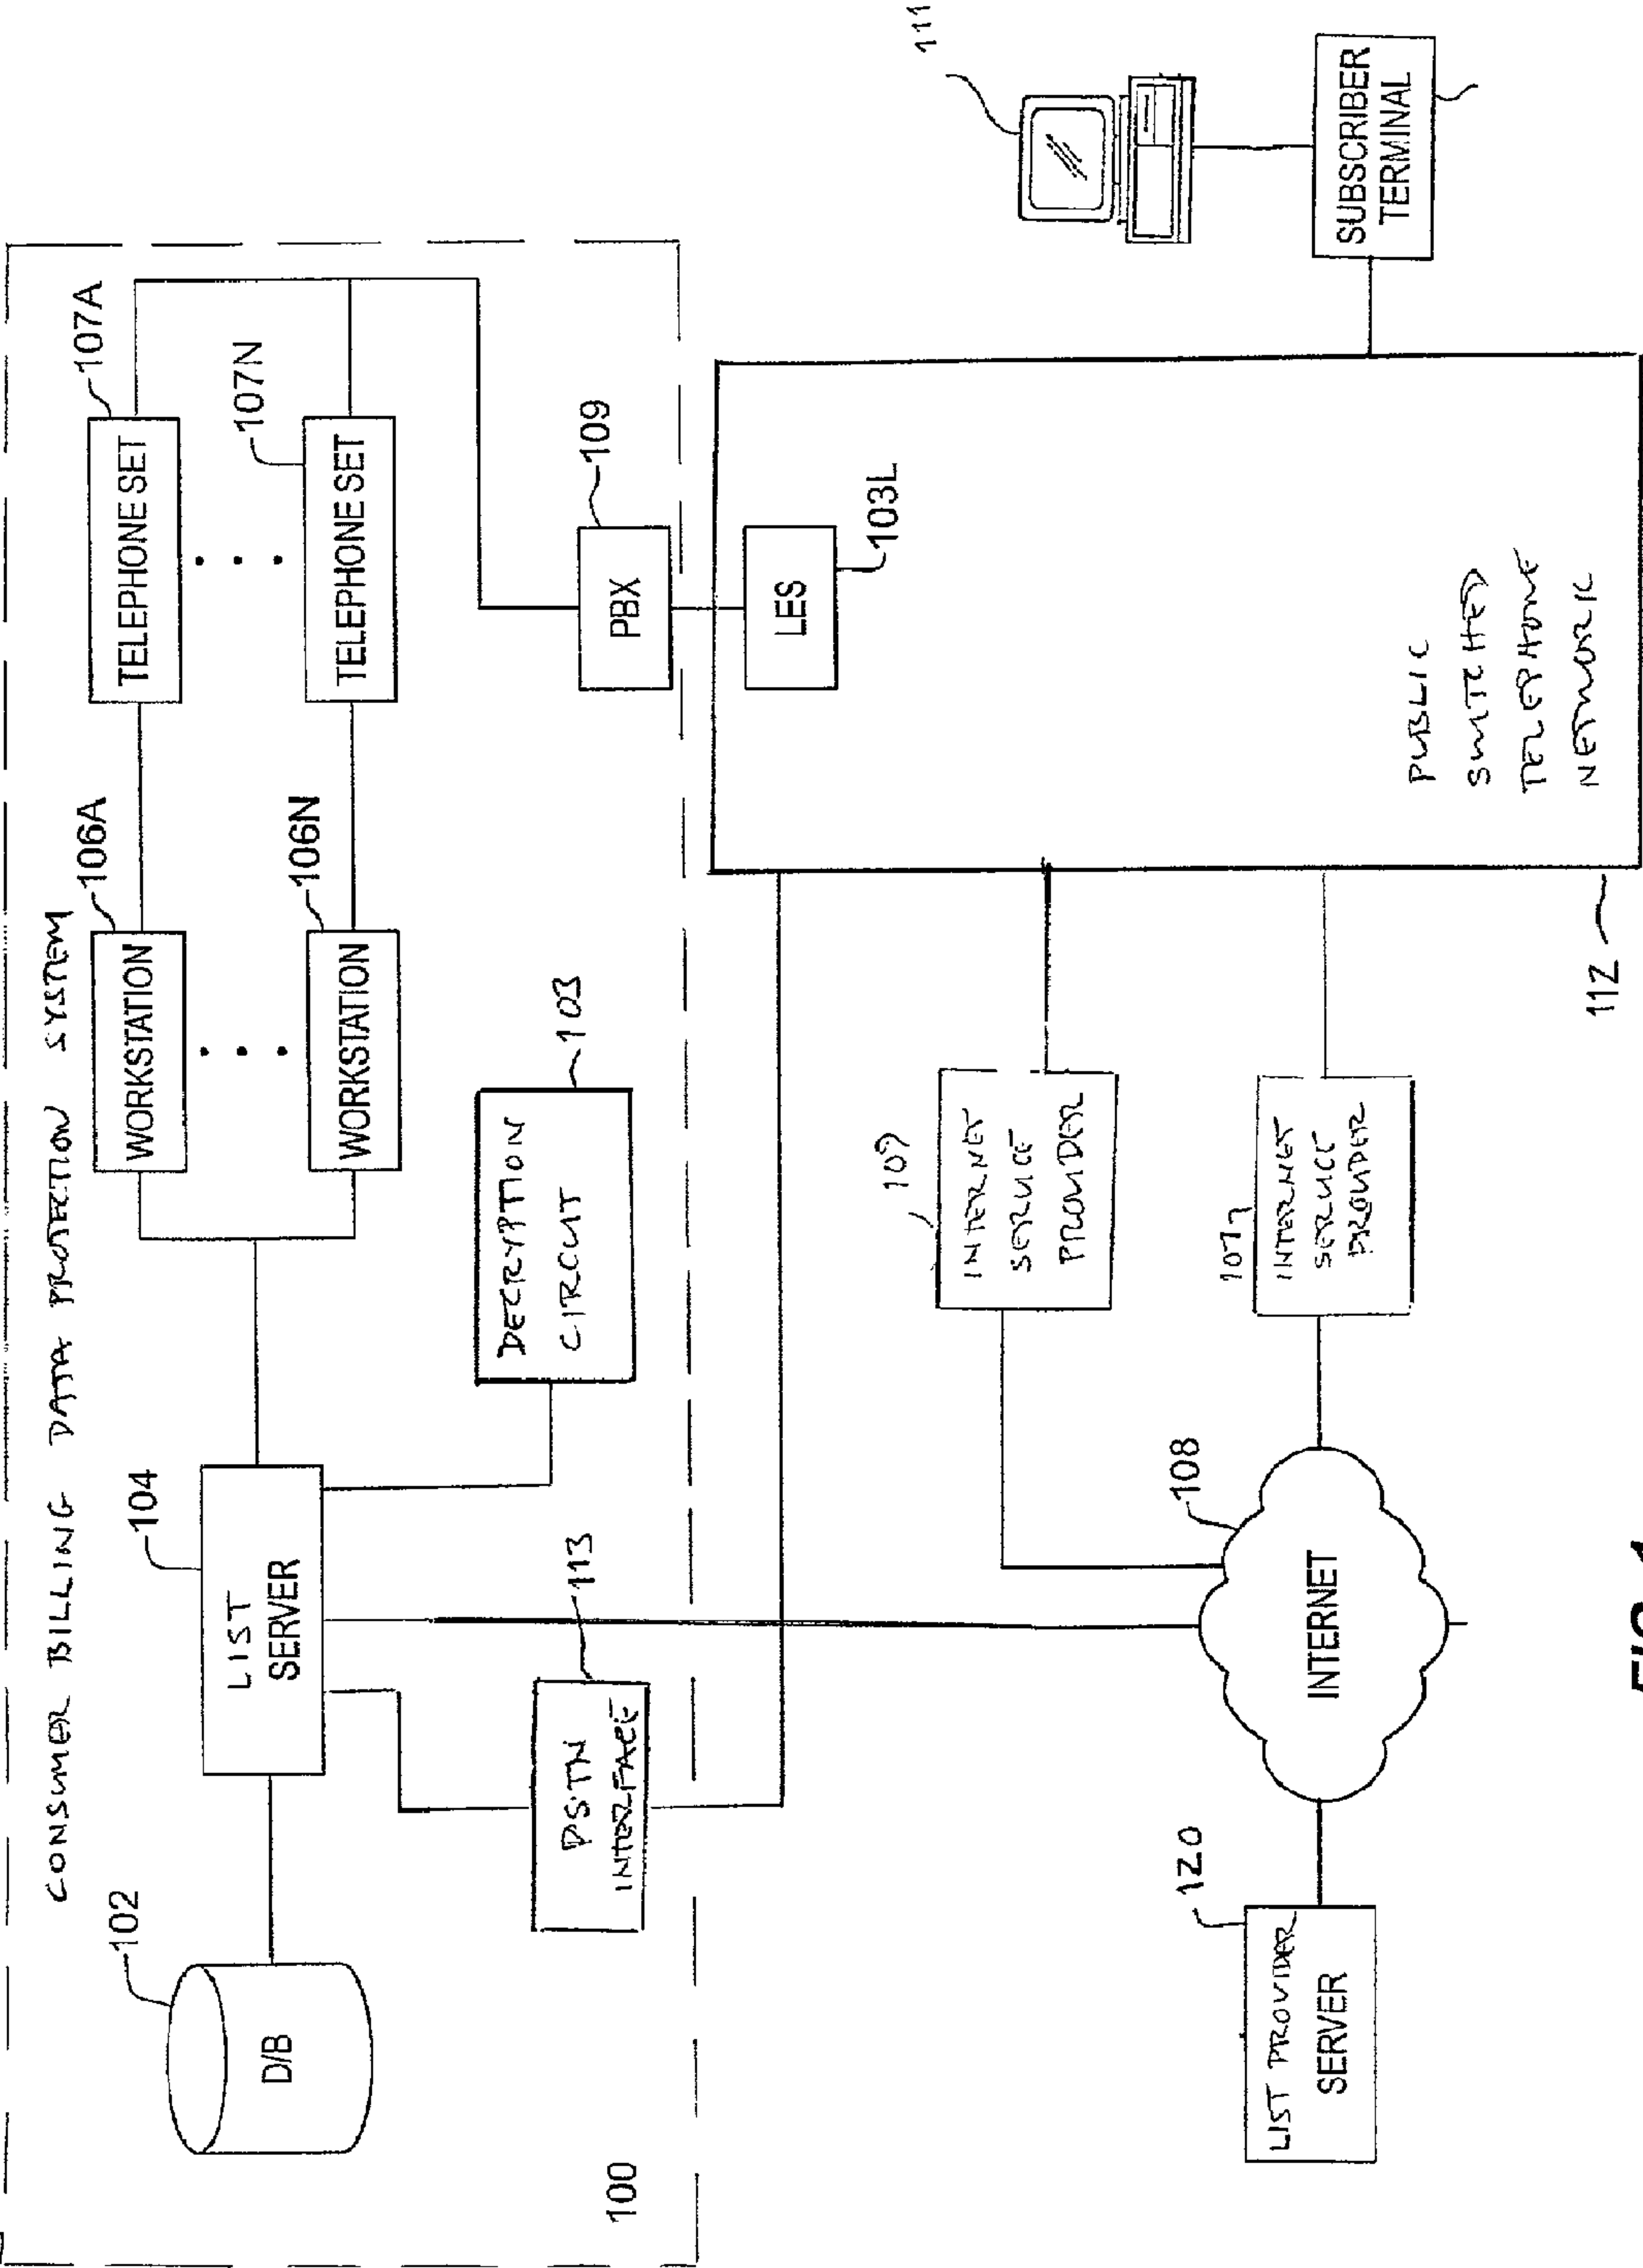 CONSUMER BILLING DATA PROTECTION SYSTEM
102
D/B
104
LIST
SERVER
106A
WORKSTATION
106N
WORKSTATION
107A
TELEPHONE SET
107N
TELEPHONE SET
PSTN
INTERFACE
113
DECRYPTION
CIRCUIT
103
PBX
109
100
LES
103L
PUBLIC
SWITCHED
TELEPHONE
NETWORK
112
109
INTERNET
SERVICE
PROVIDER
107
INTERNET
SERVICE
PROVIDER
108
INTERNET
120
LIST PROVIDER
SERVER
111
SUBSCRIBER
TERMINAL